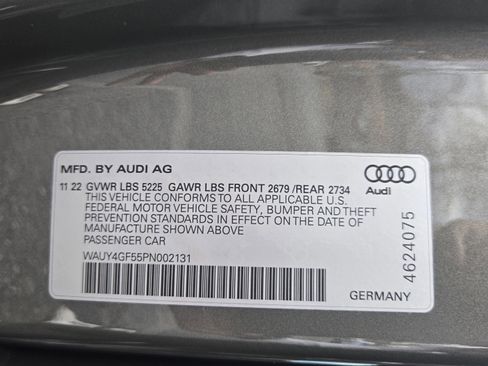 MFD. BY AUDI AG
11 22 GVWR LBS 5225 GAWR LBS FRONT 2679 /REAR 2734
THIS VEHICLE CONFORMS TO ALL APPLICABLE U.S.
FEDERAL MOTOR VEHICLE SAFETY, BUMPER AND THEFT
PREVENTION STANDARDS IN EFFECT ON THE DATE OF
MANUFACTURE SHOWN ABOVE
PASSENGER CAR
WAUY4GF55PN002131
Audi
4624075
GERMANY